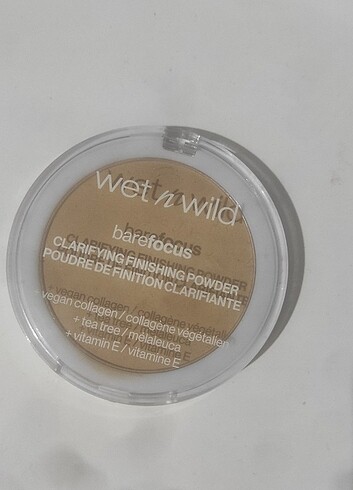 wet n wild
barefocus
CLARIFYING FINISHING POWDER
POUDRE DE FINITION CLARIFIANTE
vegan collagen / collagène végétalien
+ tea tree / mélaleuca
+ vitamin E / vitamine E